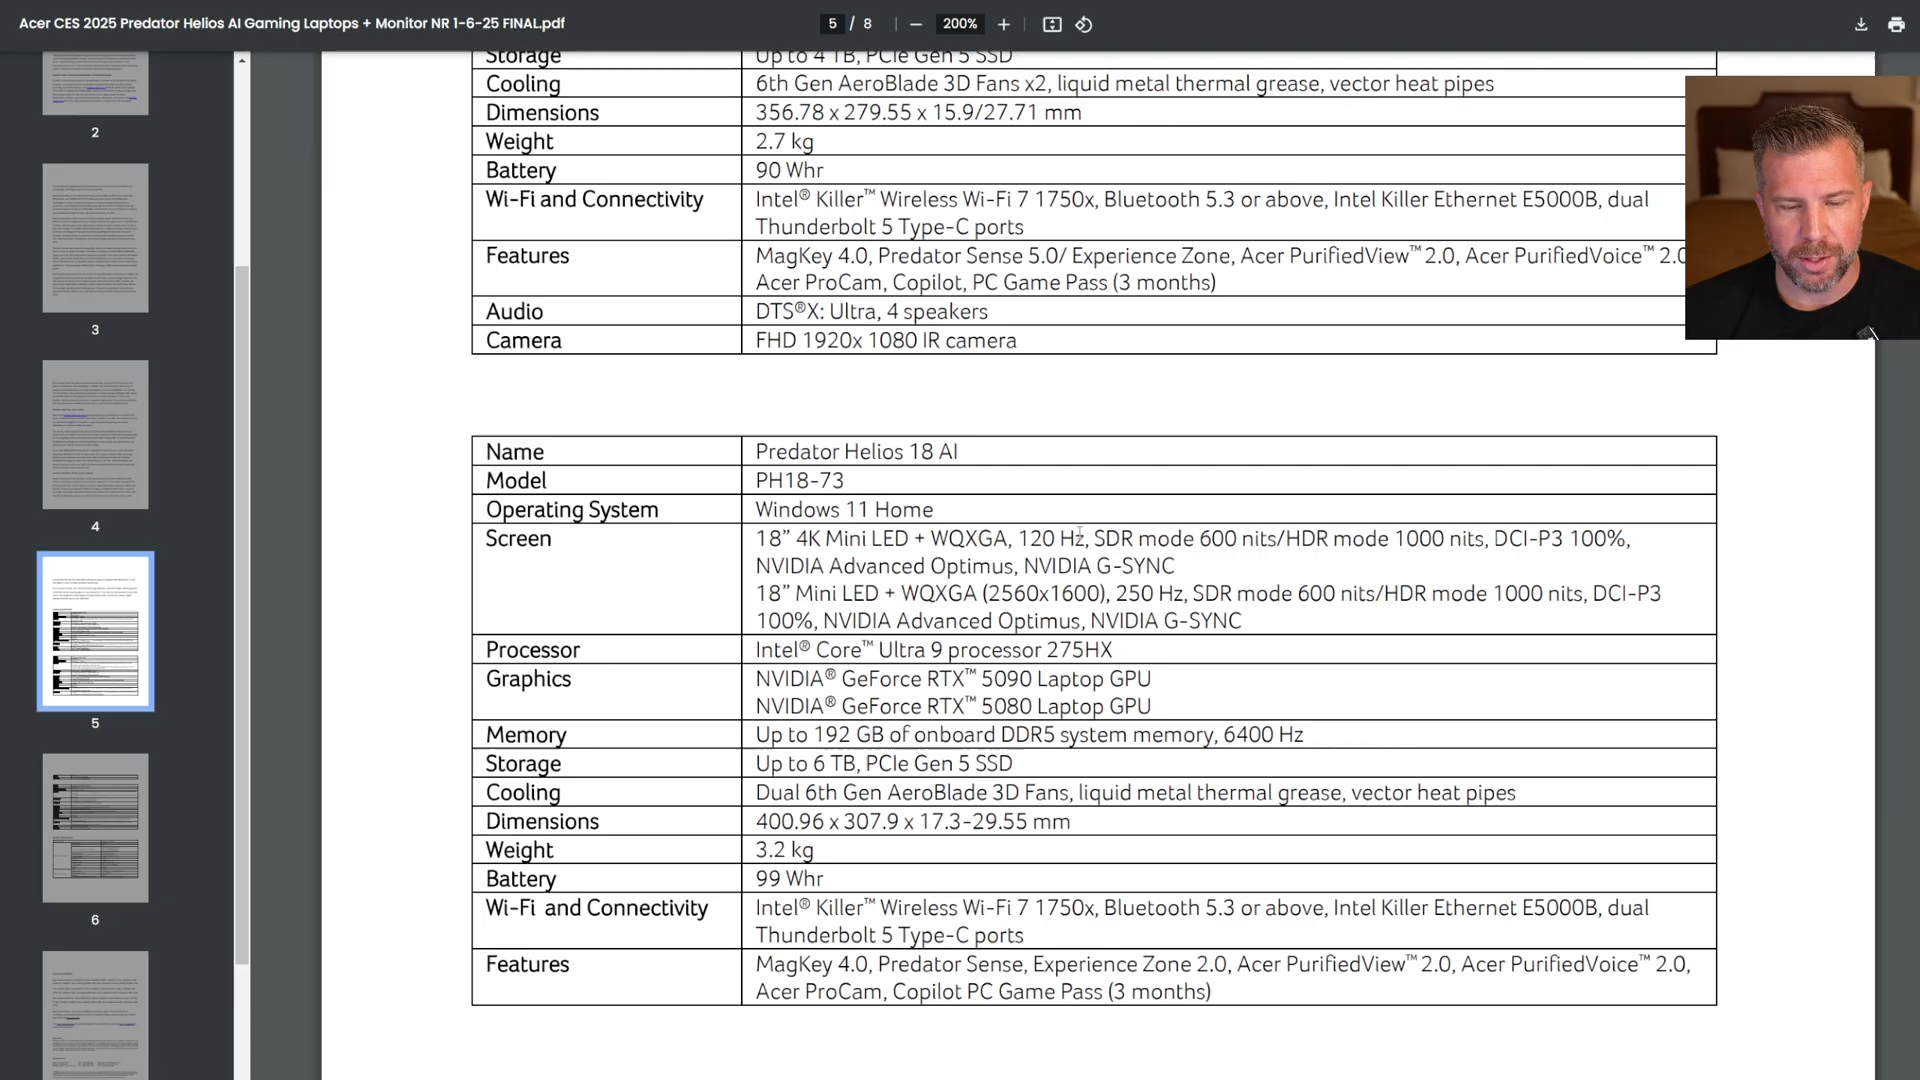 Acer CES 2025 Predator Helios AI Gaming Laptops + Monitor NR 1-6-25 FINAL.pdf
5 / 8
200%
2
3
4
5
6
Storage Up to 4 TB, PCIe Gen 5 SSD
Cooling 6th Gen AeroBlade 3D Fans x2, liquid metal thermal grease, vector heat pipes
Dimensions 356.78 x 279.55 x 15.9/27.71 mm
Weight 2.7 kg
Battery 90 Whr
Wi-Fi and Connectivity Intel® Killer™ Wireless Wi-Fi 7 1750x, Bluetooth 5.3 or above, Intel Killer Ethernet E5000B, dual
Thunderbolt 5 Type-C ports
Features MagKey 4.0, Predator Sense 5.0/ Experience Zone, Acer PurifiedView™ 2.0, Acer PurifiedVoice™ 2.0
Acer ProCam, Copilot, PC Game Pass (3 months)
Audio DTS®X: Ultra, 4 speakers
Camera FHD 1920x 1080 IR camera
Name Predator Helios 18 AI
Model PH18-73
Operating System Windows 11 Home
Screen 18” 4K Mini LED + WQXGA, 120 Hz, SDR mode 600 nits/HDR mode 1000 nits, DCI-P3 100%,
NVIDIA Advanced Optimus, NVIDIA G-SYNC
18” Mini LED + WQXGA (2560x1600), 250 Hz, SDR mode 600 nits/HDR mode 1000 nits, DCI-P3
100%, NVIDIA Advanced Optimus, NVIDIA G-SYNC
Processor Intel® Core™ Ultra 9 processor 275HX
Graphics NVIDIA® GeForce RTX™ 5090 Laptop GPU
NVIDIA® GeForce RTX™ 5080 Laptop GPU
Memory Up to 192 GB of onboard DDR5 system memory, 6400 Hz
Storage Up to 6 TB, PCIe Gen 5 SSD
Cooling Dual 6th Gen AeroBlade 3D Fans, liquid metal thermal grease, vector heat pipes
Dimensions 400.96 x 307.9 x 17.3-29.55 mm
Weight 3.2 kg
Battery 99 Whr
Wi-Fi and Connectivity Intel® Killer™ Wireless Wi-Fi 7 1750x, Bluetooth 5.3 or above, Intel Killer Ethernet E5000B, dual
Thunderbolt 5 Type-C ports
Features MagKey 4.0, Predator Sense, Experience Zone 2.0, Acer PurifiedView™ 2.0, Acer PurifiedVoice™ 2.0,
Acer ProCam, Copilot PC Game Pass (3 months)